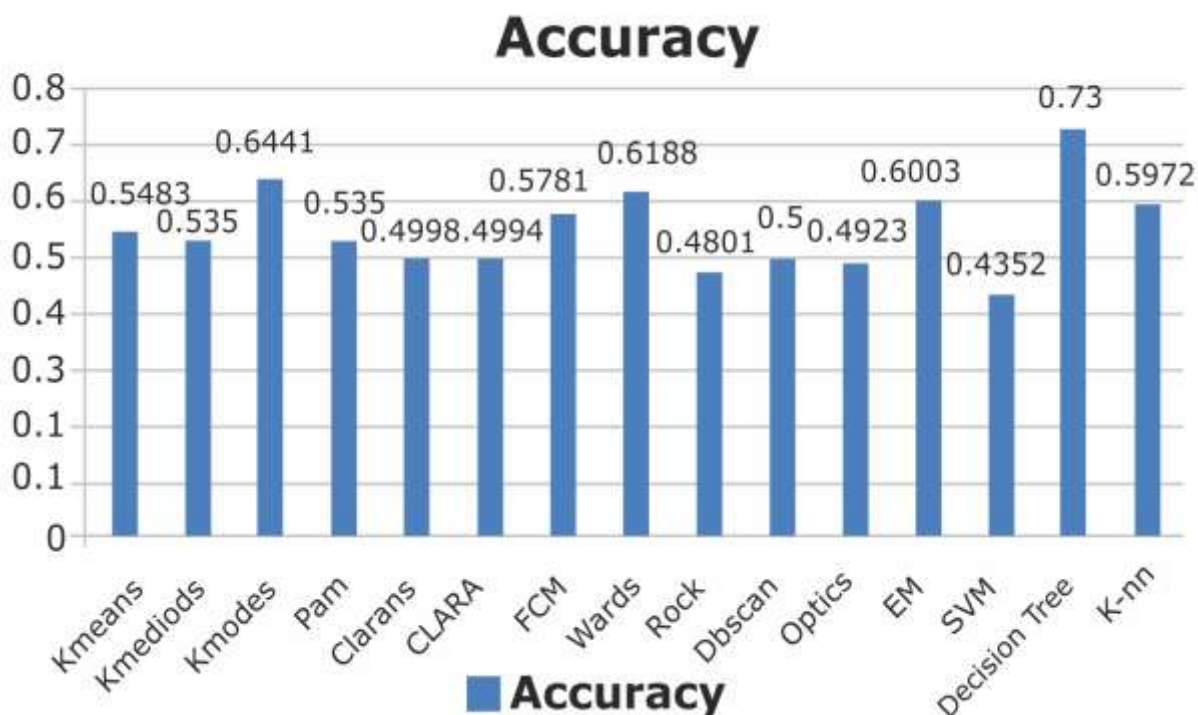 Accuracy
0.8
0.7
0.6
0.5
0.4
0.3
0.1
0.1
0
0.5483
0.535
0.6441
0.535
0.4998
.4994
0.5781
0.6188
0.4801
0.5
0.4923
0.6003
0.4352
0.73
0.5972
Kmeans
Kmediods
Kmodes
Pam
Clarans
CLARA
FCM
Wards
Rock
Dbscan
Optics
EM
SVM
Decision Tree
K-nn
Accuracy